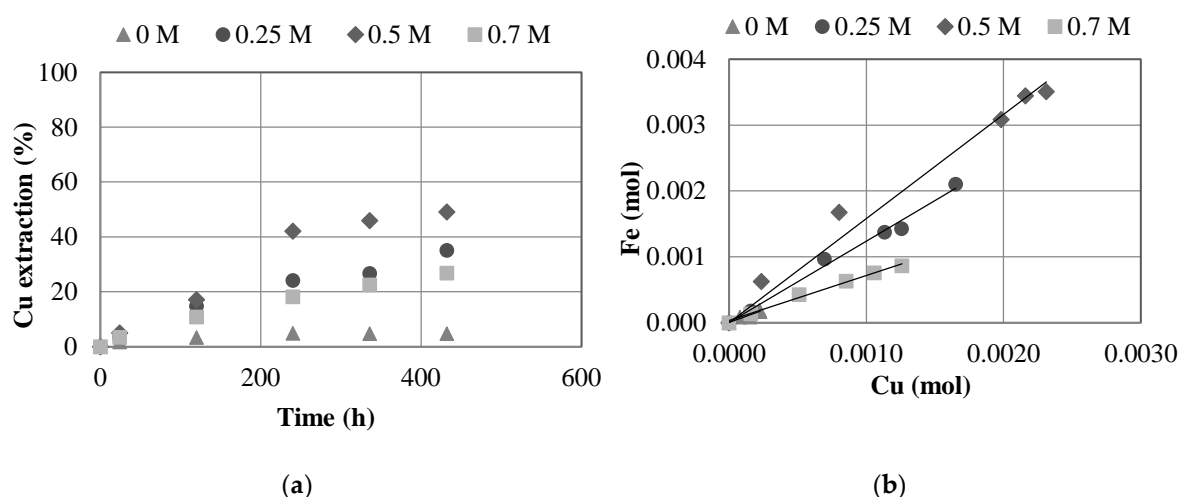 0 M 0.25 M 0.5 M 0.7 M
100
80
60
40
20
0
0 200 400 600
Cu extraction (%)
Time (h)
(a)
0 M 0.25 M 0.5 M 0.7 M
0.004
0.003
0.002
0.001
0.000
0.0000 0.0010 0.0020 0.0030
Fe (mol)
Cu (mol)
(b)